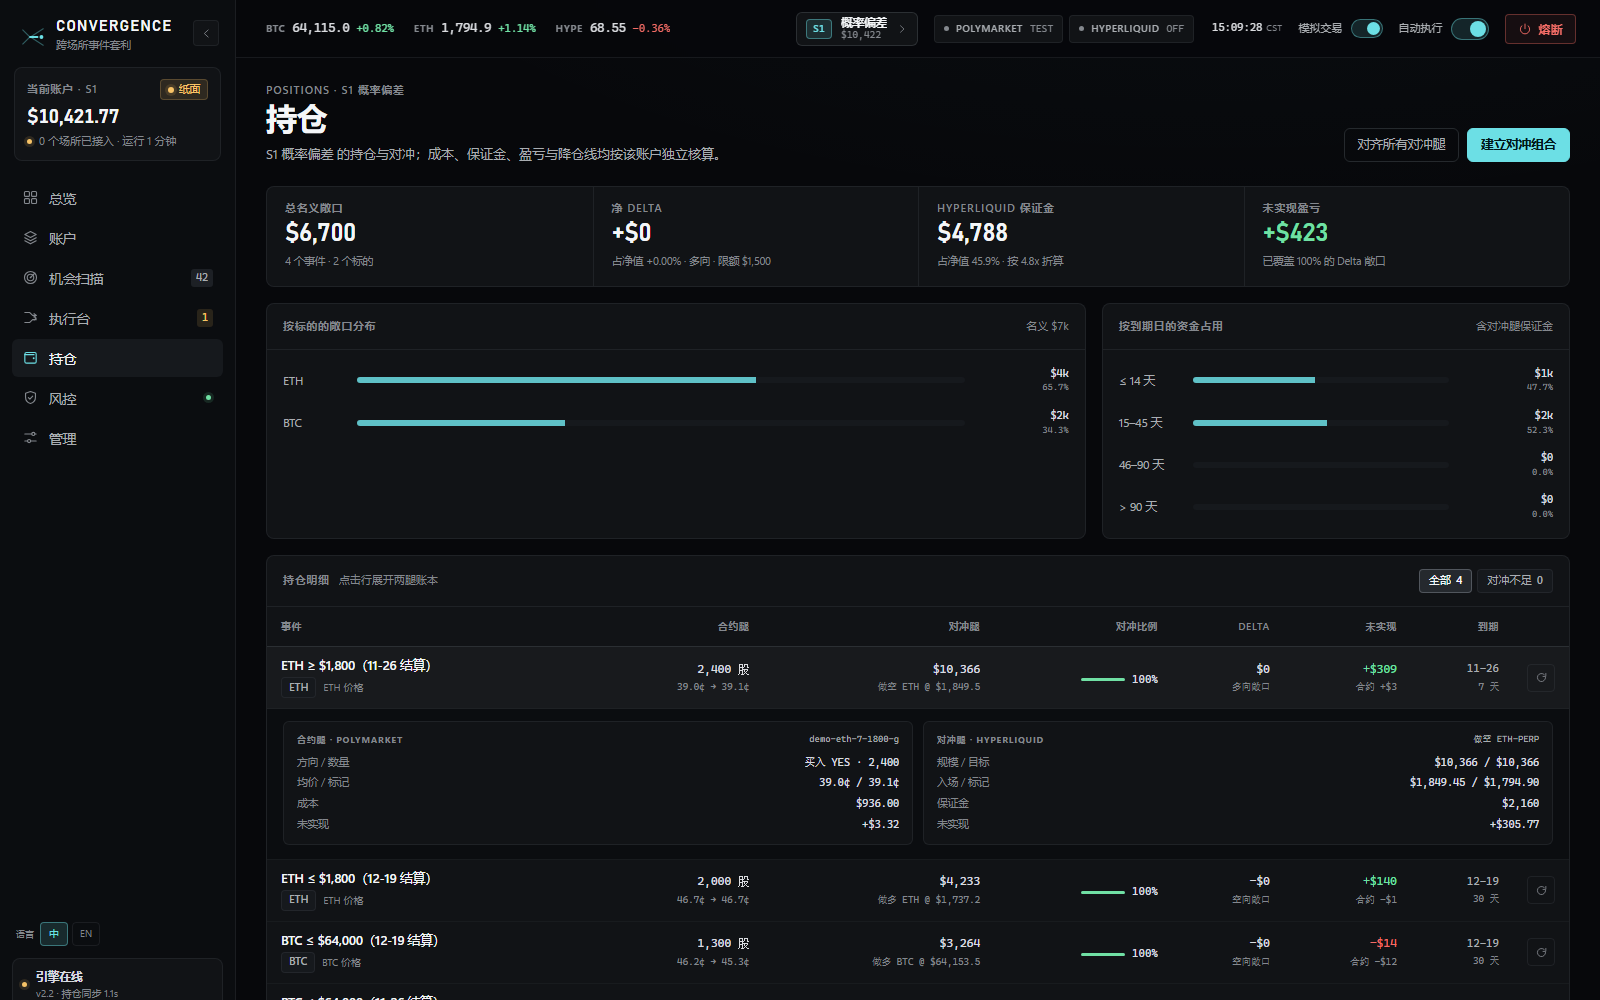 CONVERGENCE
跨场所事件套利
当前账户 · S1
纸面
$10,421.77
0 个场所已接入 · 运行 1 分钟
总览
账户
机会扫描 42
执行台 1
持仓
风控
管理
语言 中 EN
引擎在线
v2.2 · 持仓同步 1.1s
BTC 64,115.0 +0.82% ETH 1,794.9 +1.14% HYPE 68.55 −0.36%
S1 概率偏差
$10,422
POLYMARKET TEST
HYPERLIQUID OFF
15:09:28 CST
模拟交易
自动执行
熔断
POSITIONS · S1 概率偏差
持仓
S1 概率偏差 的持仓与对冲；成本、保证金、盈亏与降仓线均按该账户独立核算。
对齐所有对冲腿
建立对冲组合
总名义敞口
$6,700
4 个事件 · 2 个标的
净 DELTA
+$0
占净值 +0.00% · 多向 · 限额 $1,500
HYPERLIQUID 保证金
$4,788
占净值 45.9% · 按 4.8x 折算
未实现盈亏
+$423
已覆盖 100% 的 Delta 敞口
按标的的敞口分布 名义 $7k
ETH $4k
65.7%
BTC $2k
34.3%
按到期日的资金占用 含对冲腿保证金
≤ 14 天 $1k
47.7%
15–45 天 $2k
52.3%
46–90 天 $0
0.0%
> 90 天 $0
0.0%
持仓明细 点击行展开两腿账本
全部 4 对冲不足 0
事件 合约腿 对冲腿 对冲比例 DELTA 未实现 到期
ETH ≥ $1,800（11-26 结算） 2,400 股 $10,366 100% $0 +$309 11–26
ETH ETH 价格 39.0¢ → 39.1¢ 做空 ETH @ $1,849.5 多向敞口 合约 +$3 7 天
合约腿 · POLYMARKET demo-eth-7-1800-g
方向 / 数量 买入 YES · 2,400
均价 / 标记 39.0¢ / 39.1¢
成本 $936.00
未实现 +$3.32
对冲腿 · HYPERLIQUID 做空 ETH-PERP
规模 / 目标 $10,366 / $10,366
入场 / 标记 $1,849.45 / $1,794.90
保证金 $2,160
未实现 +$305.77
ETH ≤ $1,800（12-19 结算） 2,000 股 $4,233 100% −$0 +$140 12–19
ETH ETH 价格 46.7¢ → 46.7¢ 做多 ETH @ $1,737.2 空向敞口 合约 −$1 30 天
BTC ≤ $64,000（12-19 结算） 1,300 股 $3,264 100% −$0 −$14 12–19
BTC BTC 价格 46.2¢ → 45.3¢ 做多 BTC @ $64,153.5 空向敞口 合约 −$12 30 天